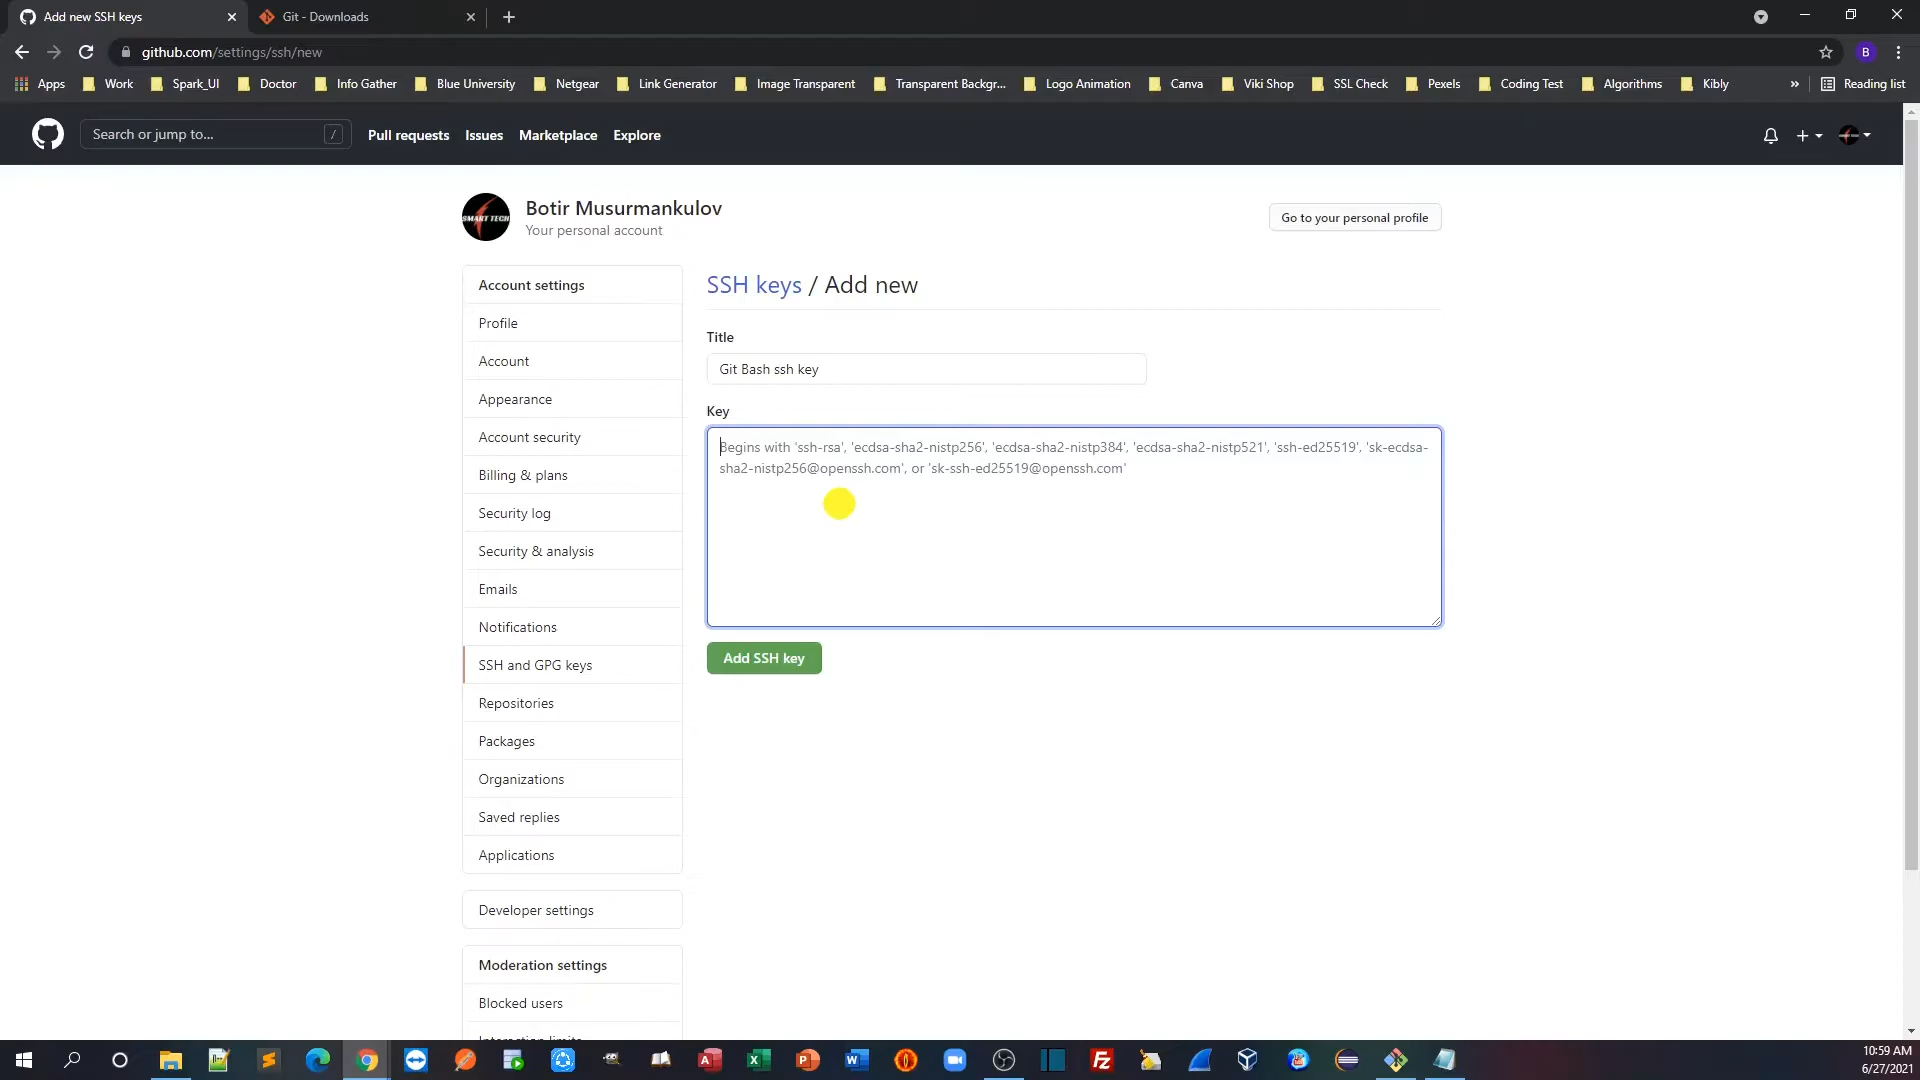 Add new SSH keys
Git - Downloads
github.com/settings/ssh/new
B
Apps
Work
Spark_UI
Doctor
Info Gather
Blue University
Netgear
Link Generator
Image Transparent
Transparent Backgr...
Logo Animation
Canva
Viki Shop
SSL Check
Pexels
Coding Test
Algorithms
Kibly
»
Reading list
Search or jump to...
/
Pull requests
Issues
Marketplace
Explore
SMART TECH
Botir Musurmankulov
Your personal account
Go to your personal profile
Account settings
Profile
Account
Appearance
Account security
Billing & plans
Security log
Security & analysis
Emails
Notifications
SSH and GPG keys
Repositories
Packages
Organizations
Saved replies
Applications
Developer settings
Moderation settings
Blocked users
Interaction limits
SSH keys / Add new
Title
Git Bash ssh key
Key
Begins with 'ssh-rsa', 'ecdsa-sha2-nistp256', 'ecdsa-sha2-nistp384', 'ecdsa-sha2-nistp521', 'ssh-ed25519', 'sk-ecdsa-
sha2-nistp256@openssh.com', or 'sk-ssh-ed25519@openssh.com'
Add SSH key
10:59 AM
6/27/2021